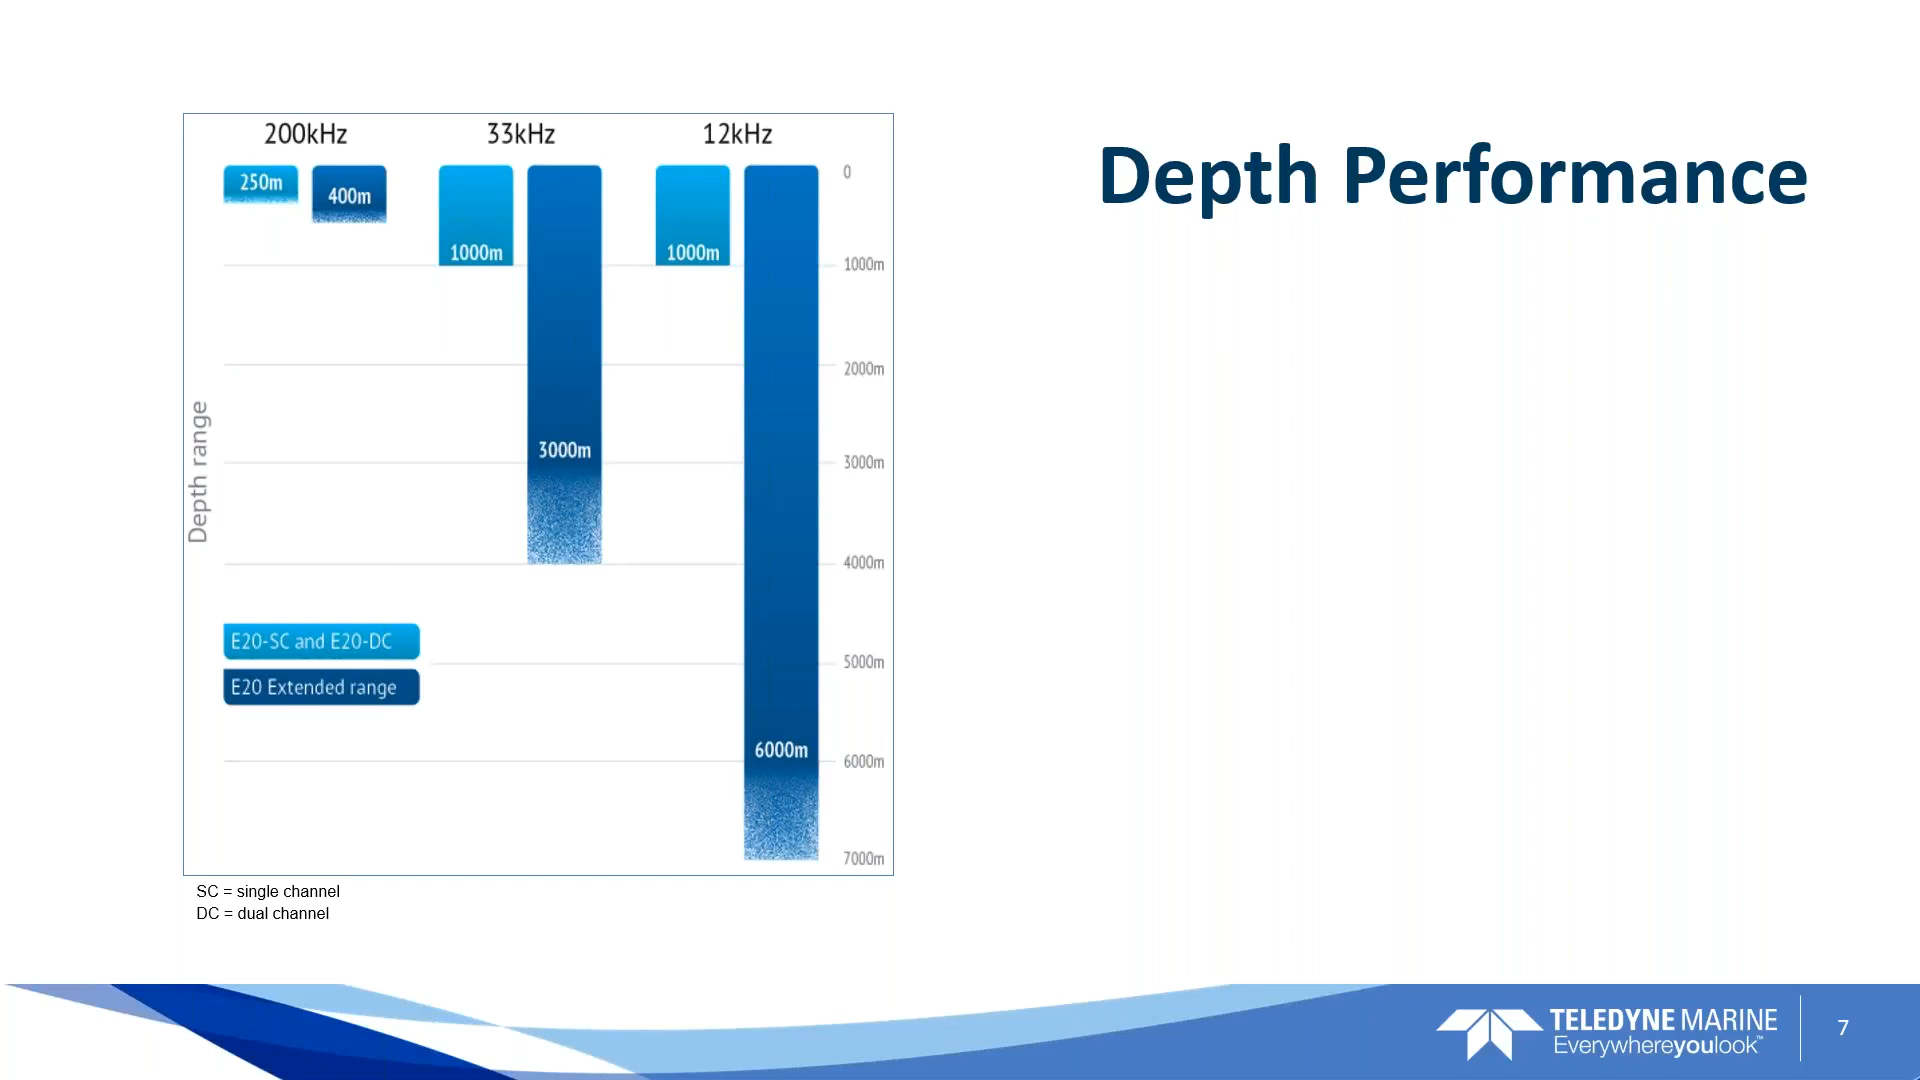 Depth Performance
200kHz 33kHz 12kHz
250m 400m 1000m 3000m 1000m 6000m
0
1000m
2000m
3000m
4000m
5000m
6000m
7000m
Depth range
E20-SC and E20-DC
E20 Extended range
SC = single channel
DC = dual channel
TELEDYNE MARINE
Everywhereyoulook™
7